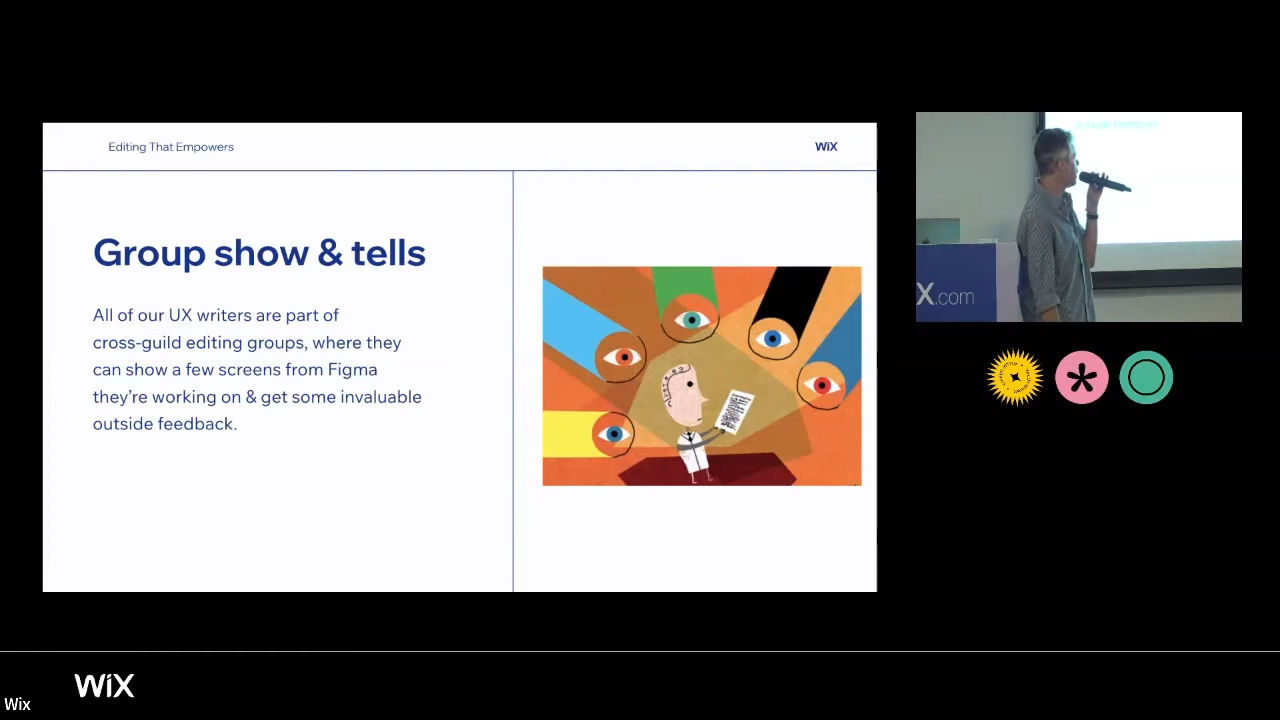 Editing That Empowers
WiX
Group show & tells
All of our UX writers are part of
cross-guild editing groups, where they
can show a few screens from Figma
they're working on & get some invaluable
outside feedback.
X.com
WiX
Wix